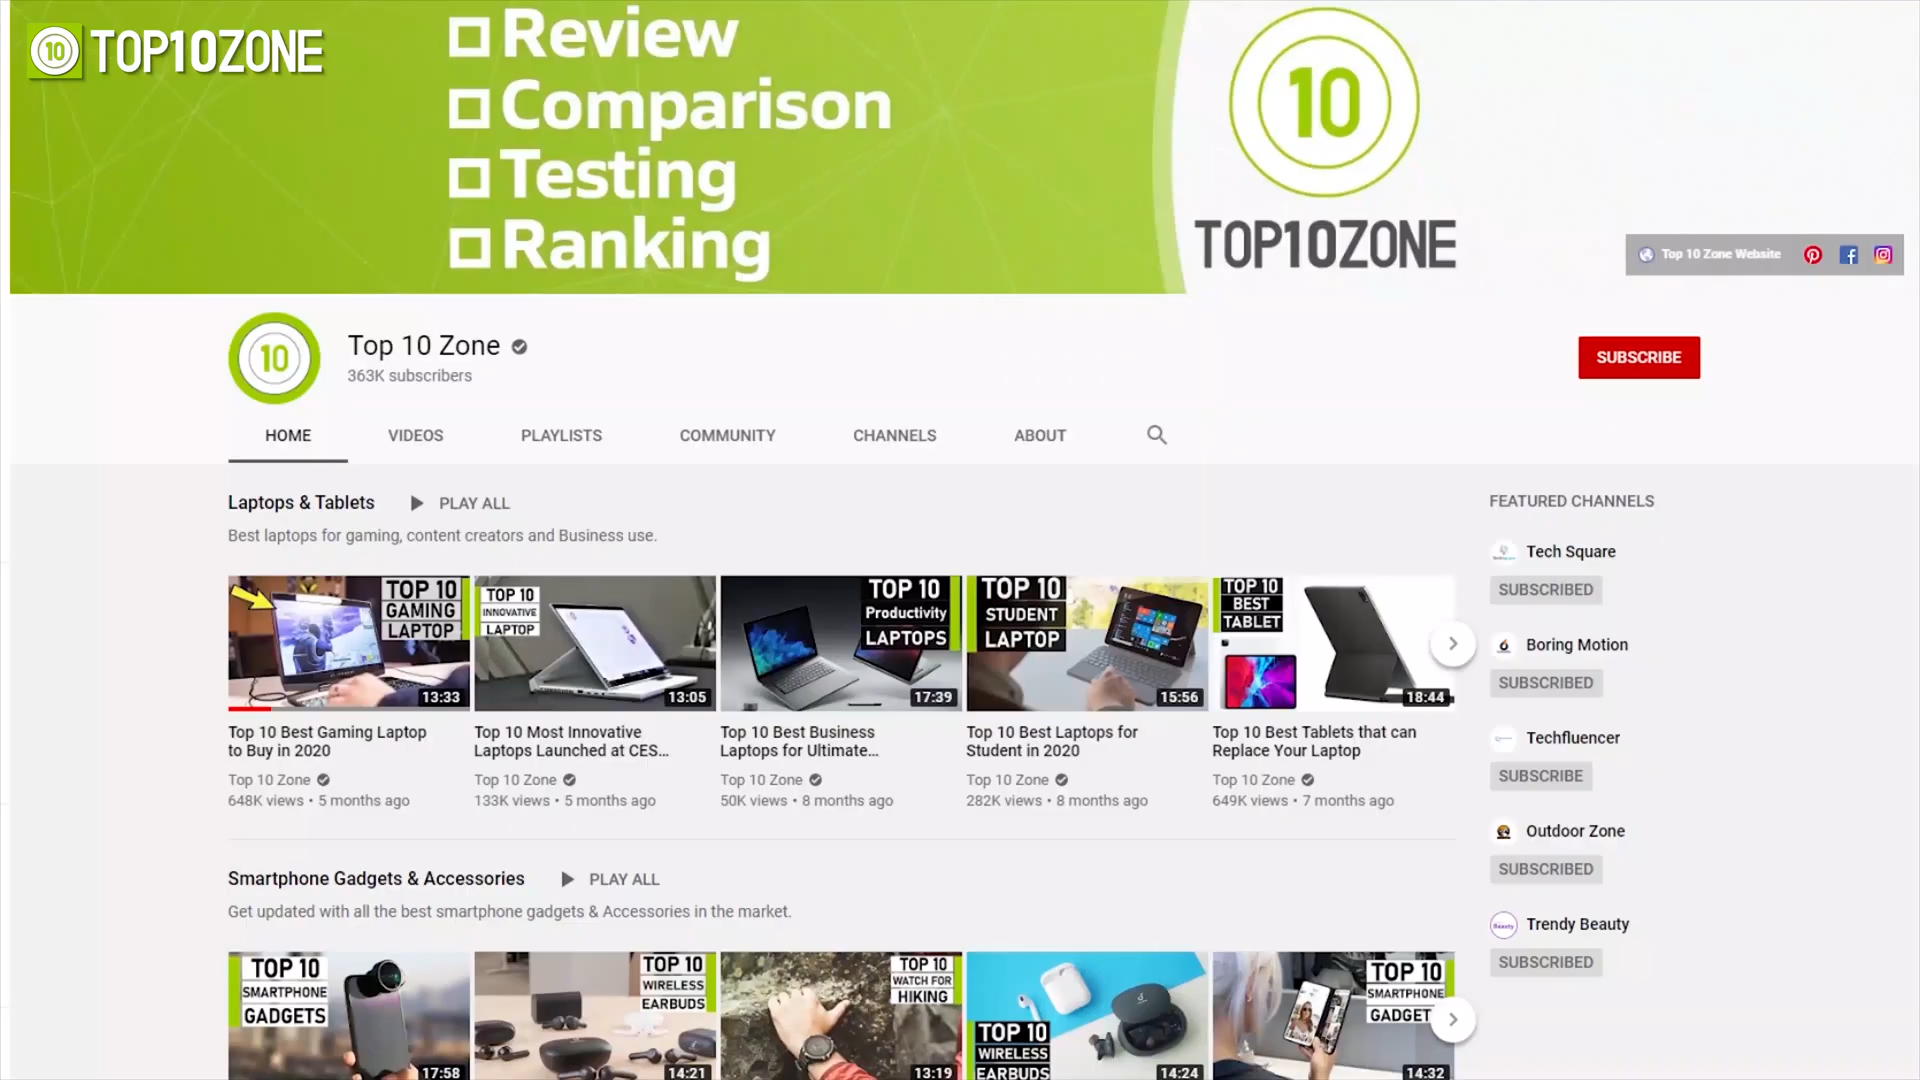 TOP10ZONE
Review
Comparison
Testing
Ranking
10
TOP10ZONE
Top 10 Zone Website
10
Top 10 Zone
363K subscribers
SUBSCRIBE
HOME
VIDEOS
PLAYLISTS
COMMUNITY
CHANNELS
ABOUT
Laptops & Tablets
PLAY ALL
Best laptops for gaming, content creators and Business use.
TOP 10
GAMING
LAPTOP
13:33
Top 10 Best Gaming Laptop
to Buy in 2020
Top 10 Zone
648K views • 5 months ago
TOP 10
INNOVATIVE
LAPTOP
13:05
Top 10 Most Innovative
Laptops Launched at CES...
Top 10 Zone
133K views • 5 months ago
TOP 10
Productivity
LAPTOPS
17:39
Top 10 Best Business
Laptops for Ultimate...
Top 10 Zone
50K views • 8 months ago
TOP 10
STUDENT
LAPTOP
15:56
Top 10 Best Laptops for
Student in 2020
Top 10 Zone
282K views • 8 months ago
TOP 10
BEST
TABLET
18:44
Top 10 Best Tablets that can
Replace Your Laptop
Top 10 Zone
649K views • 7 months ago
Smartphone Gadgets & Accessories
PLAY ALL
Get updated with all the best smartphone gadgets & Accessories in the market.
TOP 10
SMARTPHONE
GADGETS
17:58
TOP 10
WIRELESS
EARBUDS
14:21
TOP 10
WATCH FOR
HIKING
13:19
TOP 10
WIRELESS
EARBUDS
14:24
TOP 10
SMARTPHONE
GADGET
14:32
FEATURED CHANNELS
Tech Square
SUBSCRIBED
Boring Motion
SUBSCRIBED
Techfluencer
SUBSCRIBE
Outdoor Zone
SUBSCRIBED
Beauty
Trendy Beauty
SUBSCRIBED